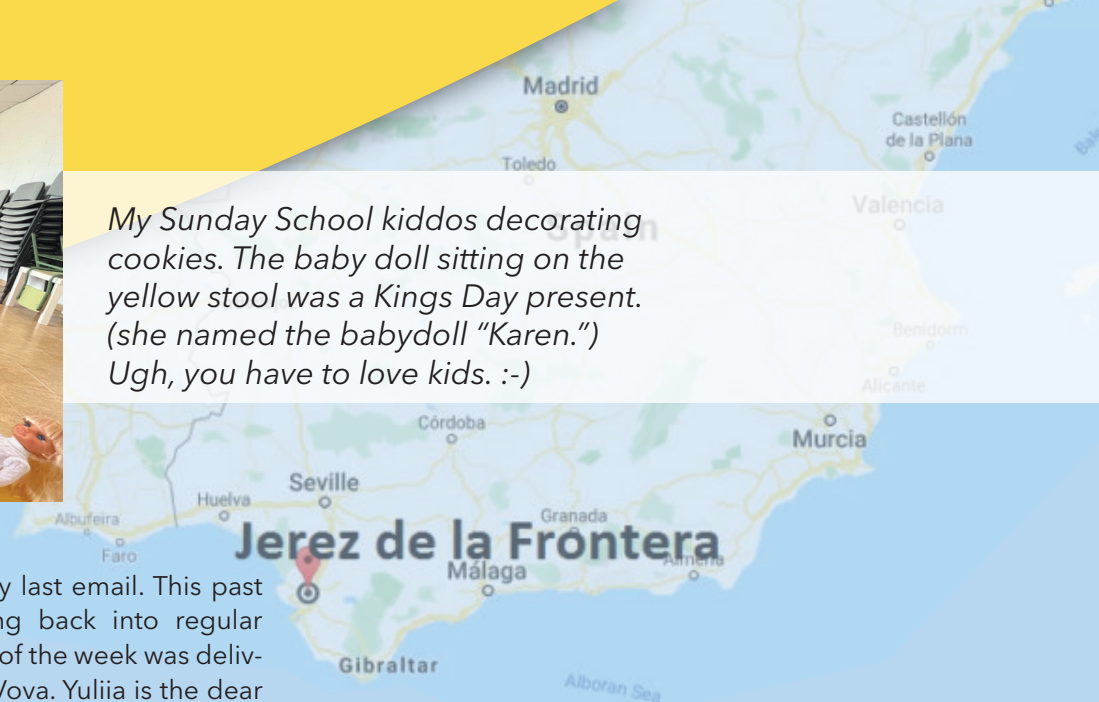 Madrid
Castellón
de la Plana
Toledo
Valencia
Spain
My Sunday School kiddos decorating
cookies. The baby doll sitting on the
yellow stool was a Kings Day present.
(she named the babydoll “Karen.”)
Ugh, you have to love kids. :-)
Benidorm
Alicante
Córdoba
Murcia
Seville
Huelva
Granada
Albufeira
Faro
Jerez de la Frontera
Málaga
Almería
Gibraltar
Alboran Sea
y last email. This past
ng back into regular
of the week was deliv-
Vova. Yuliia is the dear